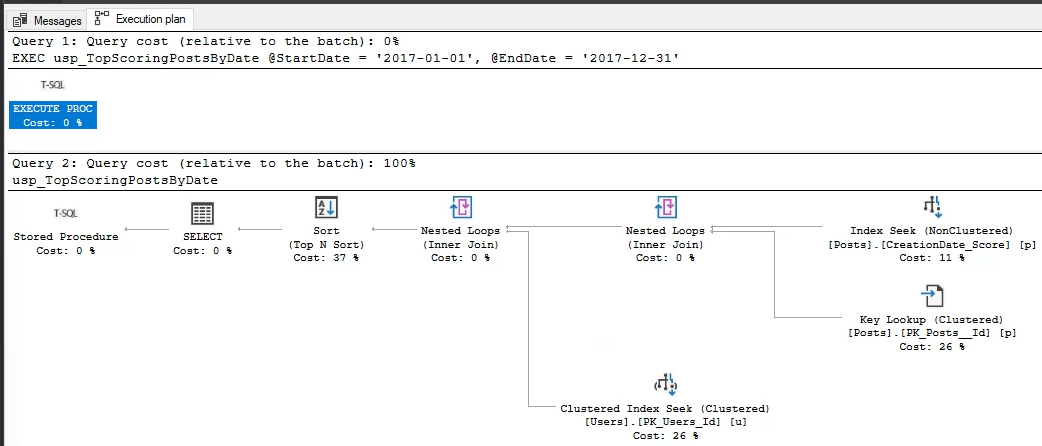 Messages Execution plan
Query 1: Query cost (relative to the batch): 0%
EXEC usp_TopScoringPostsByDate @StartDate = '2017-01-01', @EndDate = '2017-12-31'
T-SQL
EXECUTE PROC
Cost: 0 %
Query 2: Query cost (relative to the batch): 100%
usp_TopScoringPostsByDate
T-SQL
Stored Procedure
Cost: 0 %
SELECT
Cost: 0 %
A
Z
Sort
(Top N Sort)
Cost: 37 %
Nested Loops
(Inner Join)
Cost: 0 %
Nested Loops
(Inner Join)
Cost: 0 %
Index Seek (NonClustered)
[Posts].[CreationDate_Score] [p]
Cost: 11 %
Key Lookup (Clustered)
[Posts].[PK_Posts__Id] [p]
Cost: 26 %
Clustered Index Seek (Clustered)
[Users].[PK_Users_Id] [u]
Cost: 26 %